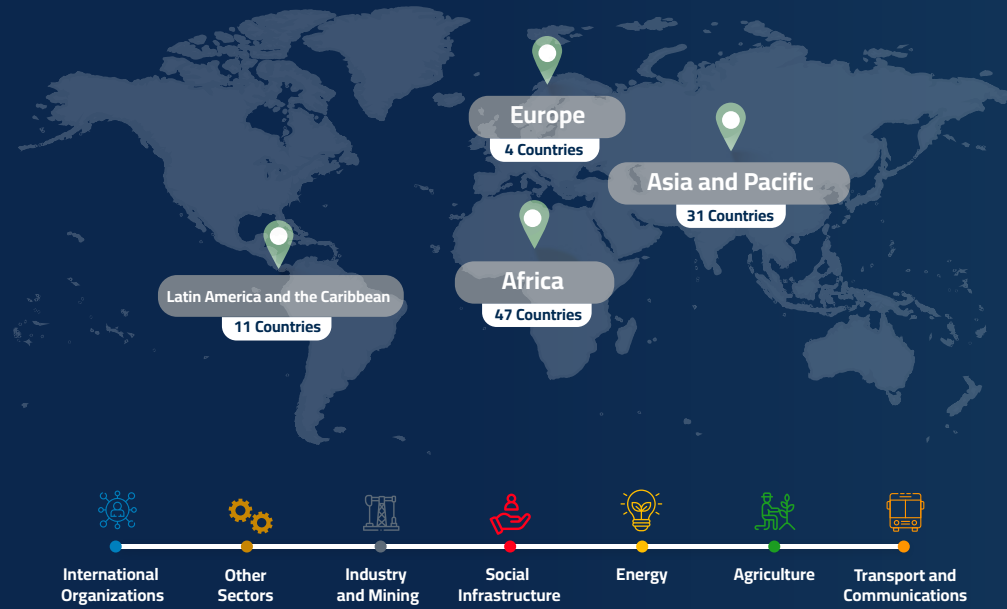 Europe
4 Countries
Asia and Pacific
31 Countries
Africa
47 Countries
Latin America and the Caribbean
11 Countries
International
Organizations
Other
Sectors
Industry
and Mining
Social
Infrastructure
Energy
Agriculture
Transport and
Communications